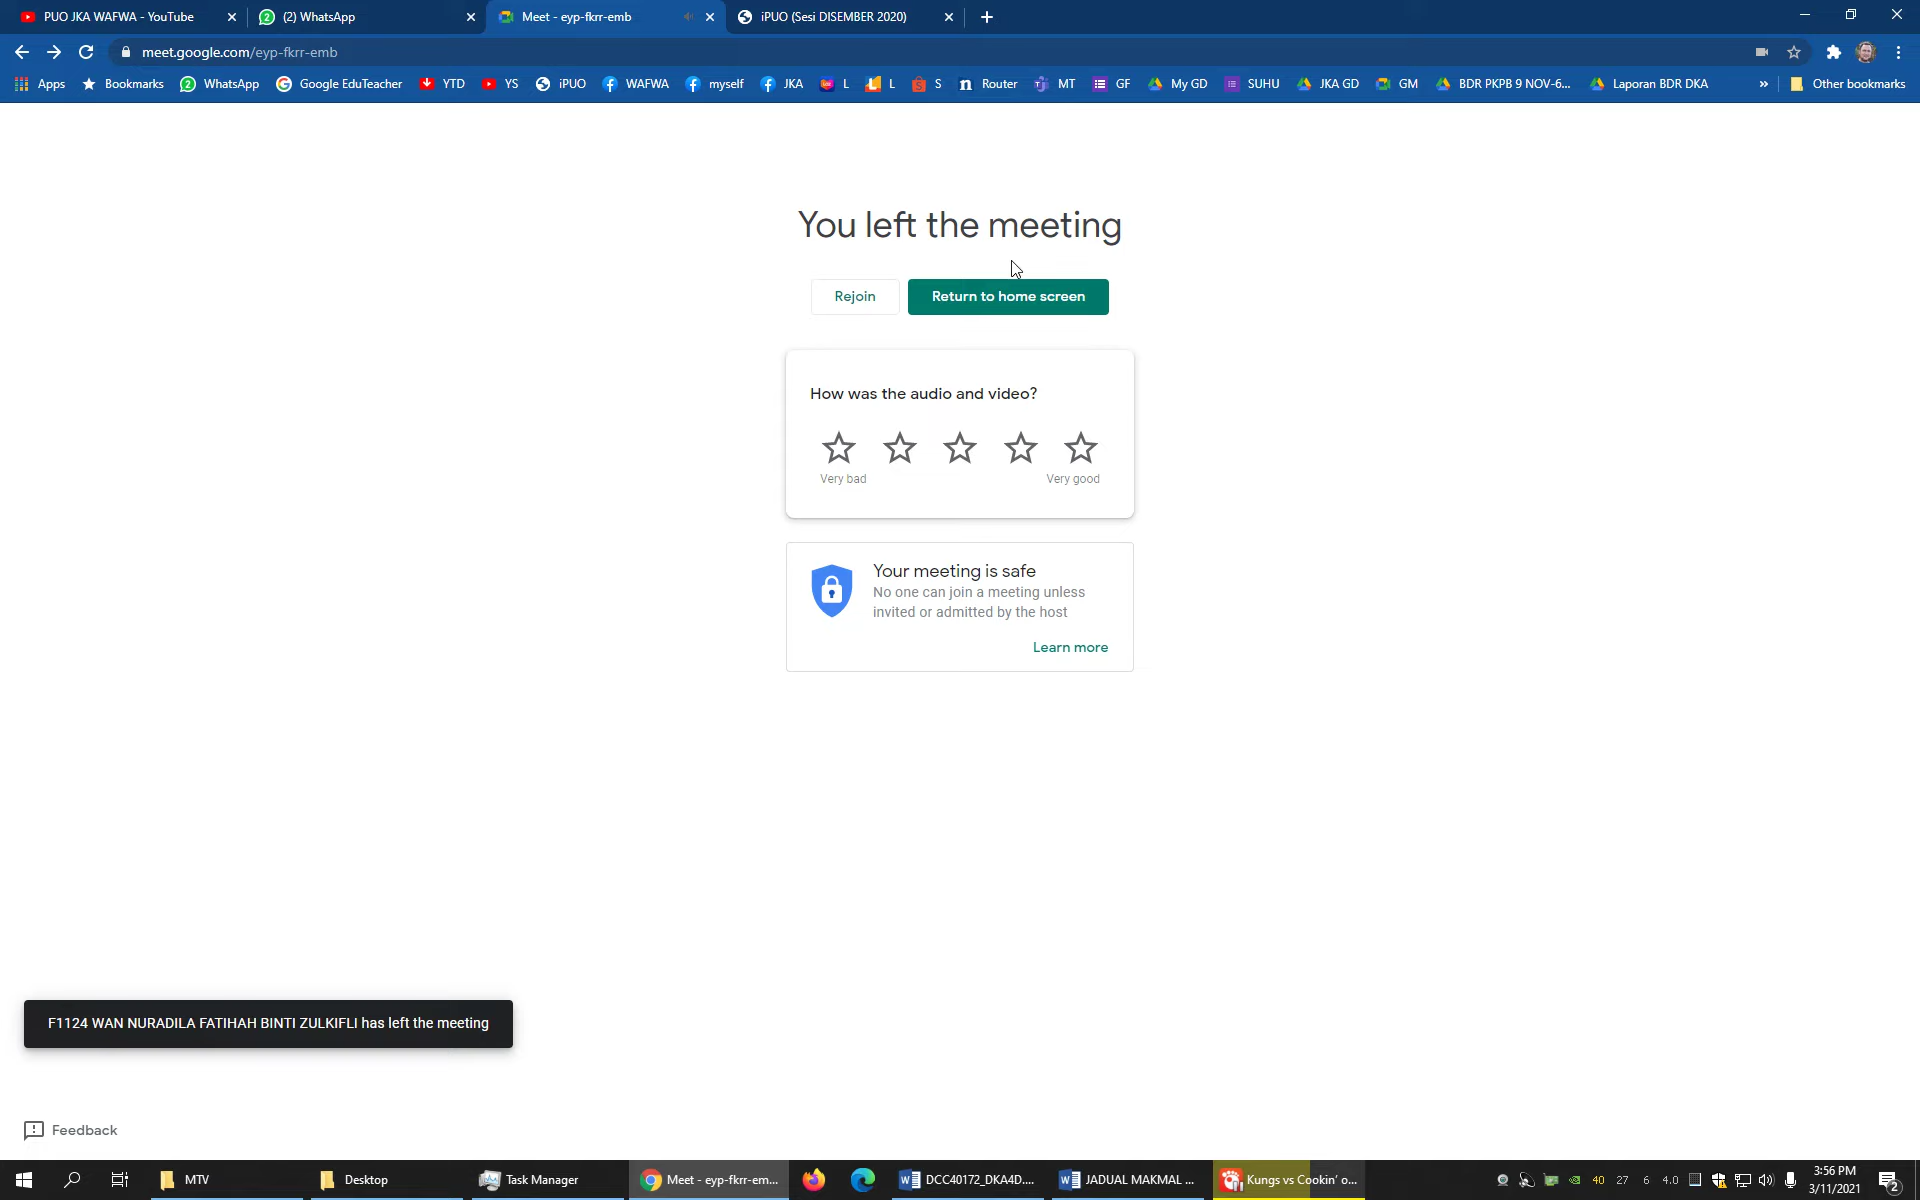 PUO JKA WAFWA - YouTube
(2) WhatsApp
Meet - eyp-fkrr-emb
iPUO (Sesi DISEMBER 2020)
meet.google.com/eyp-fkrr-emb
Apps
Bookmarks
WhatsApp
Google EduTeacher
YTD
YS
iPUO
WAFWA
myself
JKA
L
L
S
Router
MT
GF
My GD
SUHU
JKA GD
GM
BDR PKPB 9 NOV-6...
Laporan BDR DKA
»
Other bookmarks
You left the meeting
Rejoin
Return to home screen
How was the audio and video?
Very bad
Very good
Your meeting is safe
No one can join a meeting unless
invited or admitted by the host
Learn more
F1124 WAN NURADILA FATIHAH BINTI ZULKIFLI has left the meeting
Feedback
MTV
Desktop
Task Manager
Meet - eyp-fkrr-em...
DCC40172_DKA4D....
JADUAL MAKMAL ...
Kungs vs Cookin' o...
40
27
6
4.0
3:56 PM
3/11/2021
2